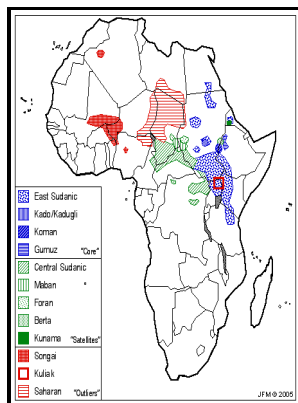 East Sudanic
Kado/Kadugli
Koman
Gumuz "Core"
Central Sudanic
Maban "
Foran
Berta
Kunama "Satellites"
Songai
Kuliak
Saharan "Outliers"
JFM © 2005